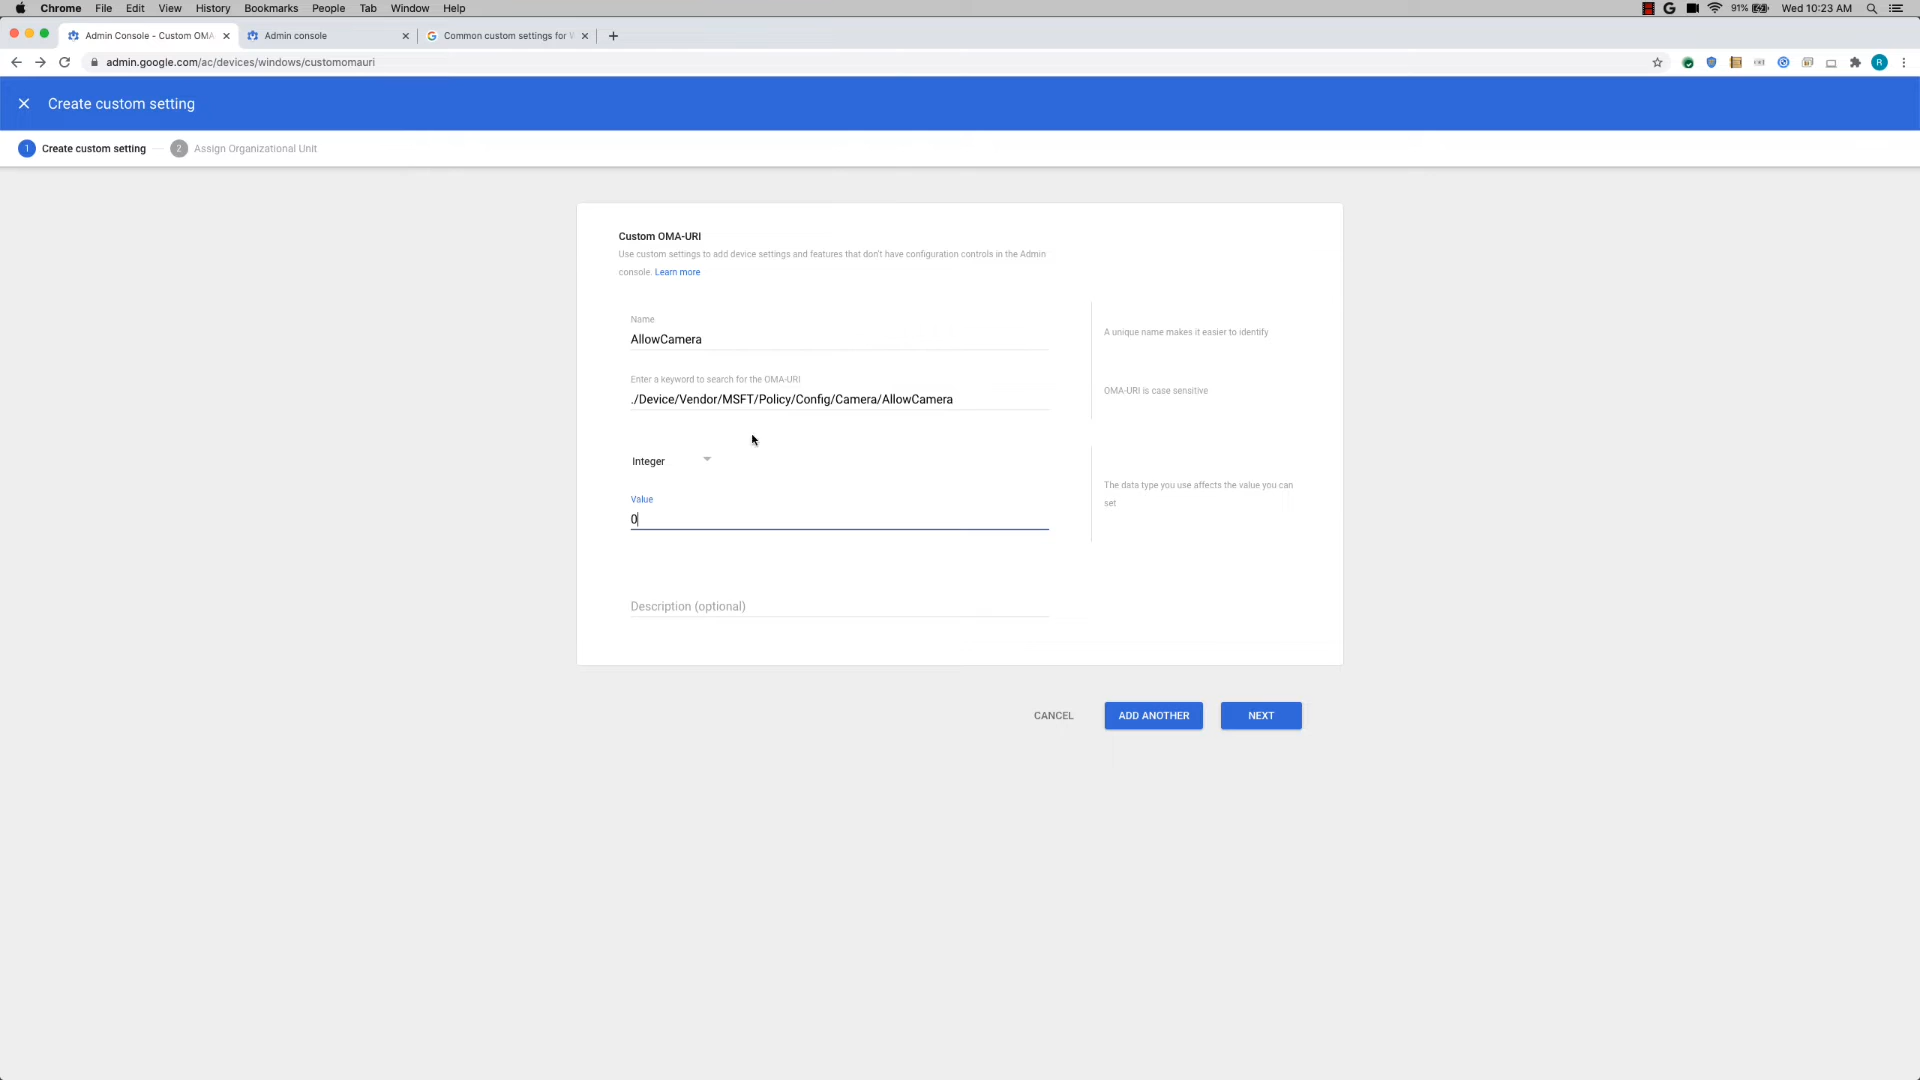 Chrome File Edit View History Bookmarks People Tab Window Help
91% Wed 10:23 AM
Admin Console - Custom OMA
Admin console
Common custom settings for
admin.google.com/ac/devices/windows/customomauri
R
Create custom setting
1 Create custom setting
2 Assign Organizational Unit
Custom OMA-URI
Use custom settings to add device settings and features that don't have configuration controls in the Admin
console. Learn more
Name
AllowCamera
A unique name makes it easier to identify
Enter a keyword to search for the OMA-URI
./Device/Vendor/MSFT/Policy/Config/Camera/AllowCamera
OMA-URI is case sensitive
Integer
The data type you use affects the value you can
set
Value
0
Description (optional)
CANCEL
ADD ANOTHER
NEXT